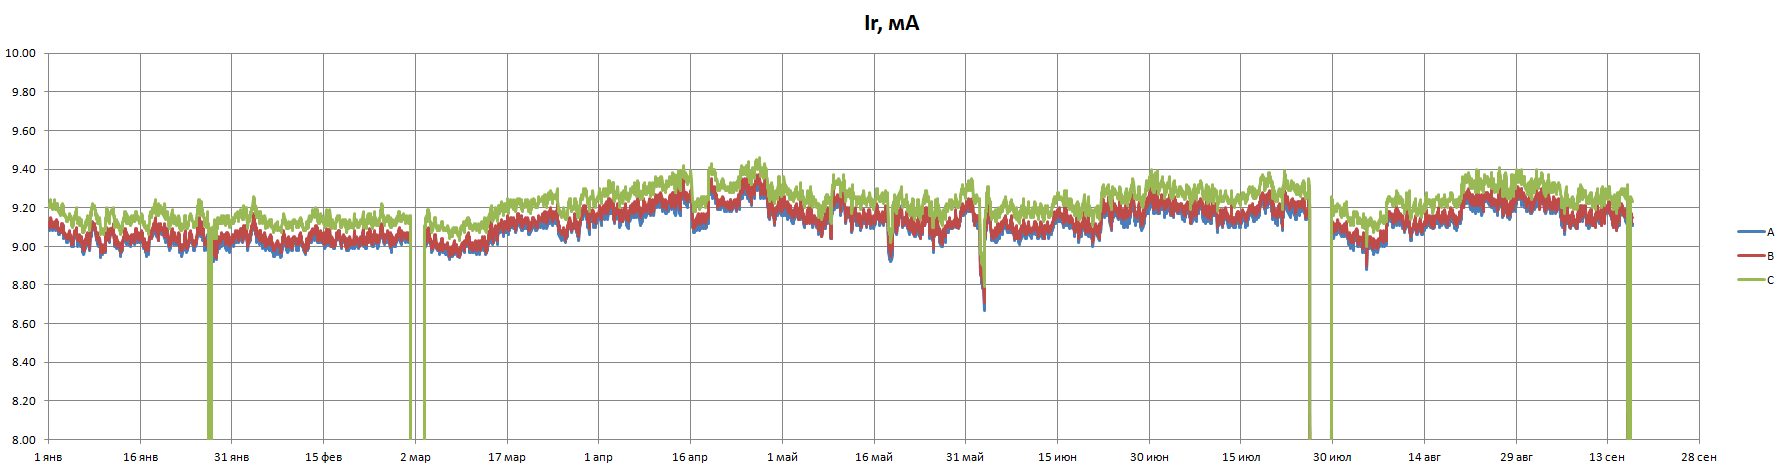 Ir, мА
10.00
9.80
9.60
9.40
9.20
9.00
8.80
8.60
8.40
8.20
8.00
1 янв 16 янв 31 янв 15 фев 2 мар 17 мар 1 апр 16 апр 1 май 16 май 31 май 15 июн 30 июн 15 июл 30 июл 14 авг 29 авг 13 сен 28 сен
A
B
C